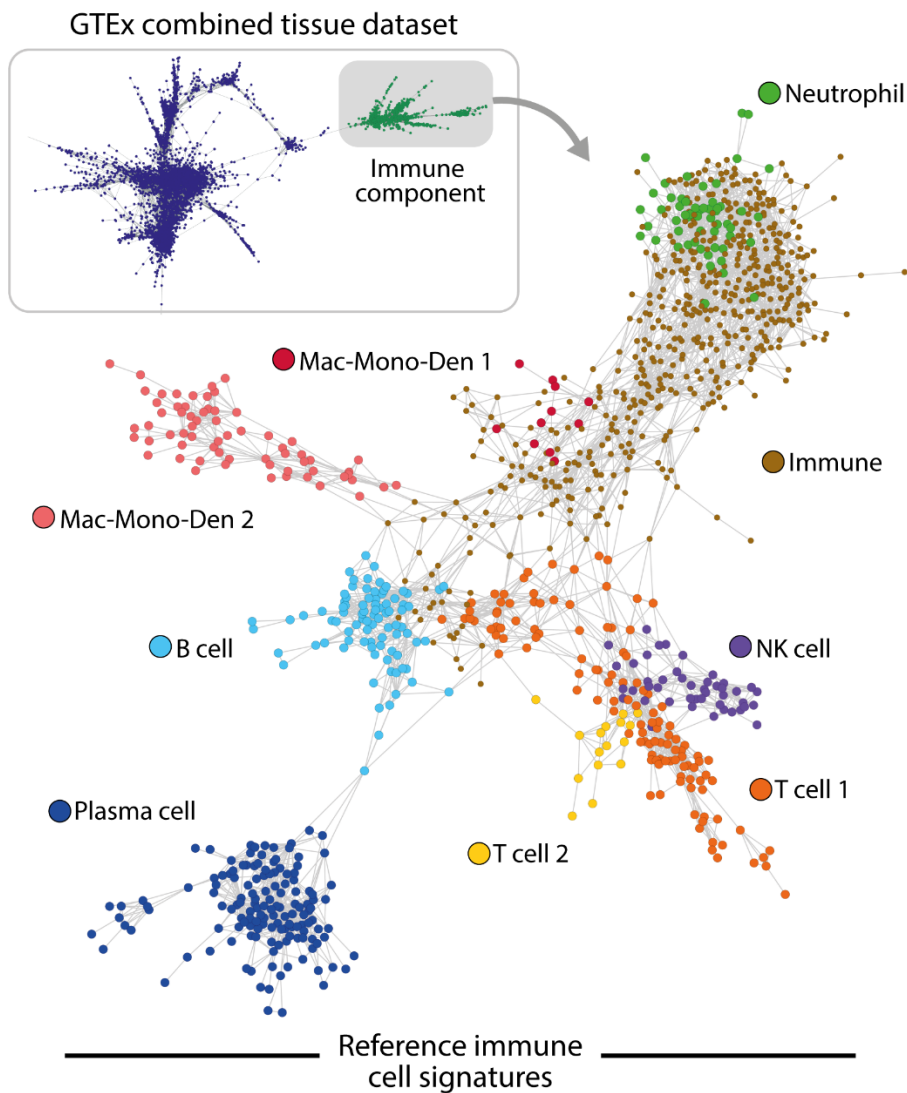 GTEx combined tissue dataset
Immune
component
Neutrophil
Mac-Mono-Den 1
Immune
Mac-Mono-Den 2
B cell
NK cell
T cell 1
Plasma cell
T cell 2
Reference immune
cell signatures